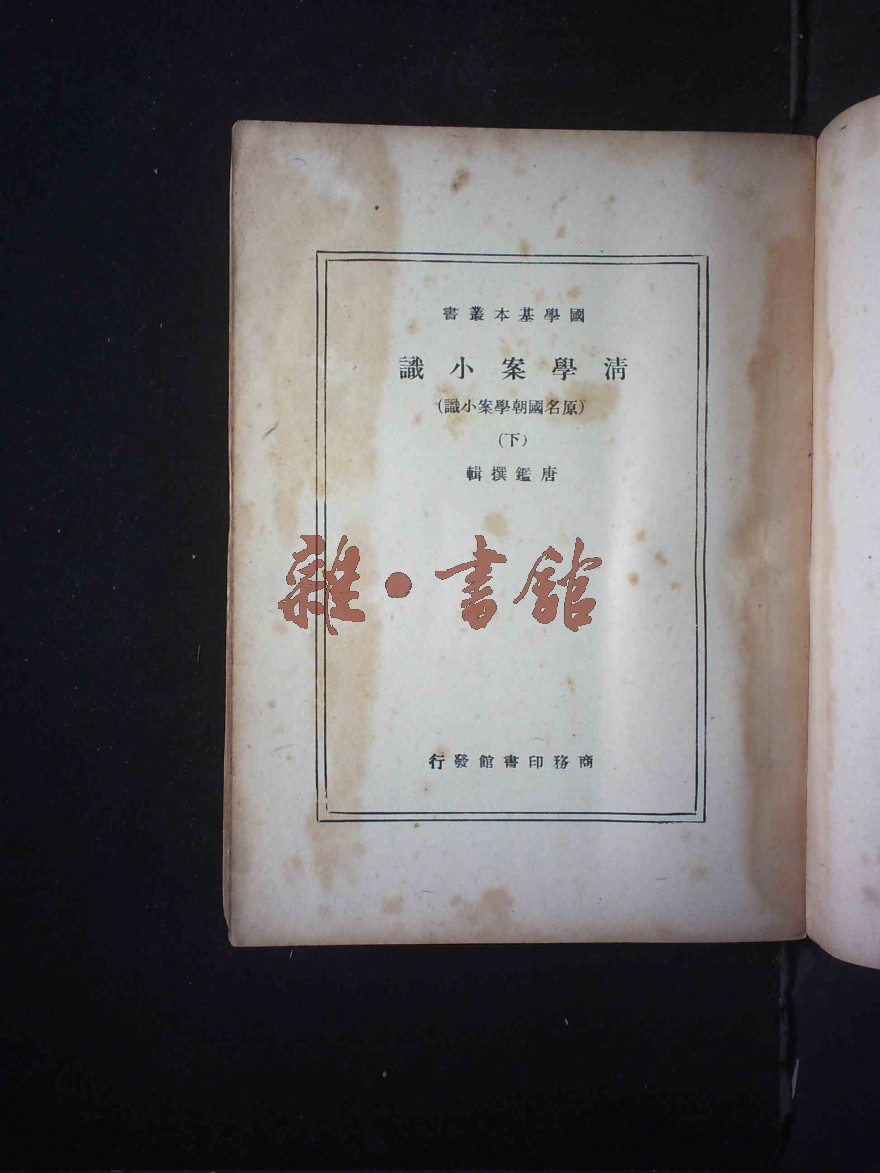 國學基本叢書
清學案小識
(原名國朝學案小識)
(下)
唐鑑撰輯
雜·書館
商務印書館發行